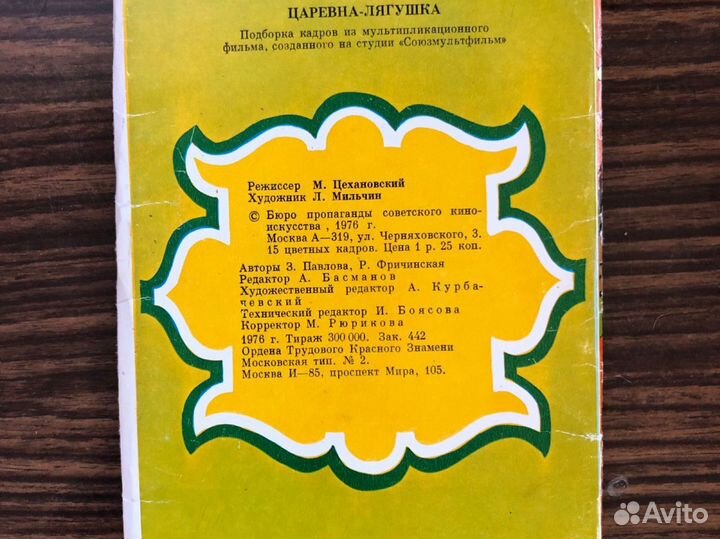 ЦАРЕВНА-ЛЯГУШКА
Подборка кадров из мультипликационного
фильма, созданного на студии «Союзмультфильм»
Режиссер М. Цехановский
Художник Л. Мильчин
© Бюро пропаганды советского кино-
искусства, 1976 г.
Москва А—319, ул. Черняховского, 3.
15 цветных кадров. Цена 1 р. 25 коп.
Авторы З. Павлова, Р. Фричинская
Редактор А. Басманов
Художественный редактор А. Курба-
чевский
Технический редактор И. Боясова
Корректор М. Рюрикова
1976 г. Тираж 300 000. Зак. 442
Ордена Трудового Красного Знамени
Московская тип. № 2.
Москва И—85, проспект Мира, 105.
Avito